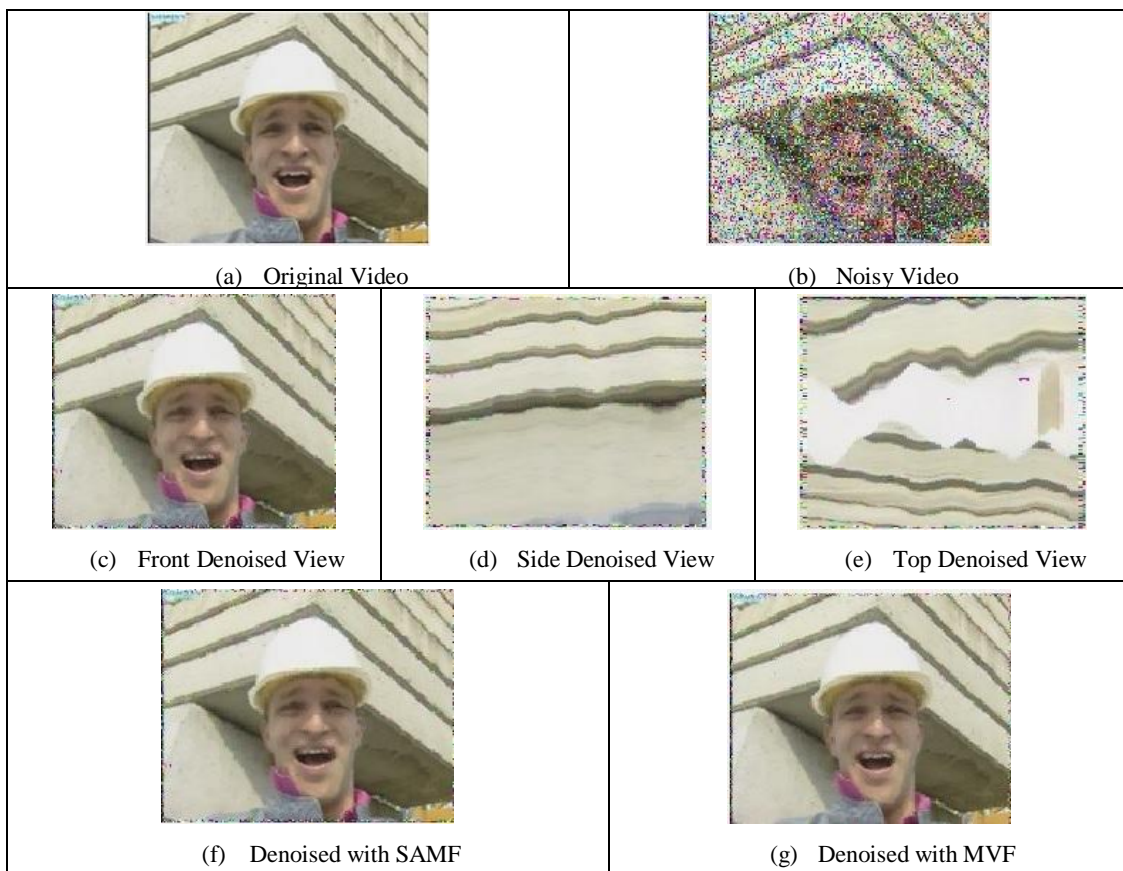 (a) Original Video
(b) Noisy Video
(c) Front Denoised View
(d) Side Denoised View
(e) Top Denoised View
(f) Denoised with SAMF
(g) Denoised with MVF